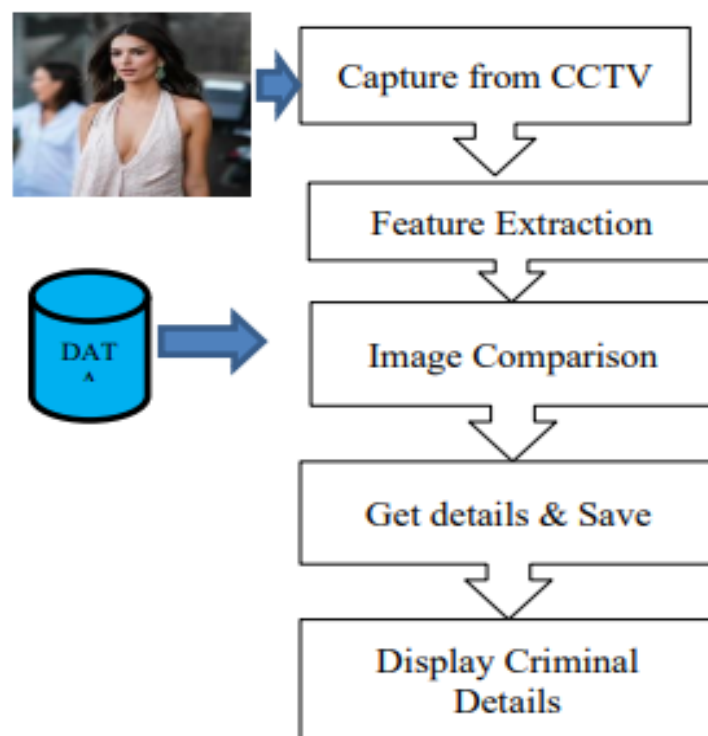 Capture from CCTV
Feature Extraction
DAT
A
Image Comparison
Get details & Save
Display Criminal
Details